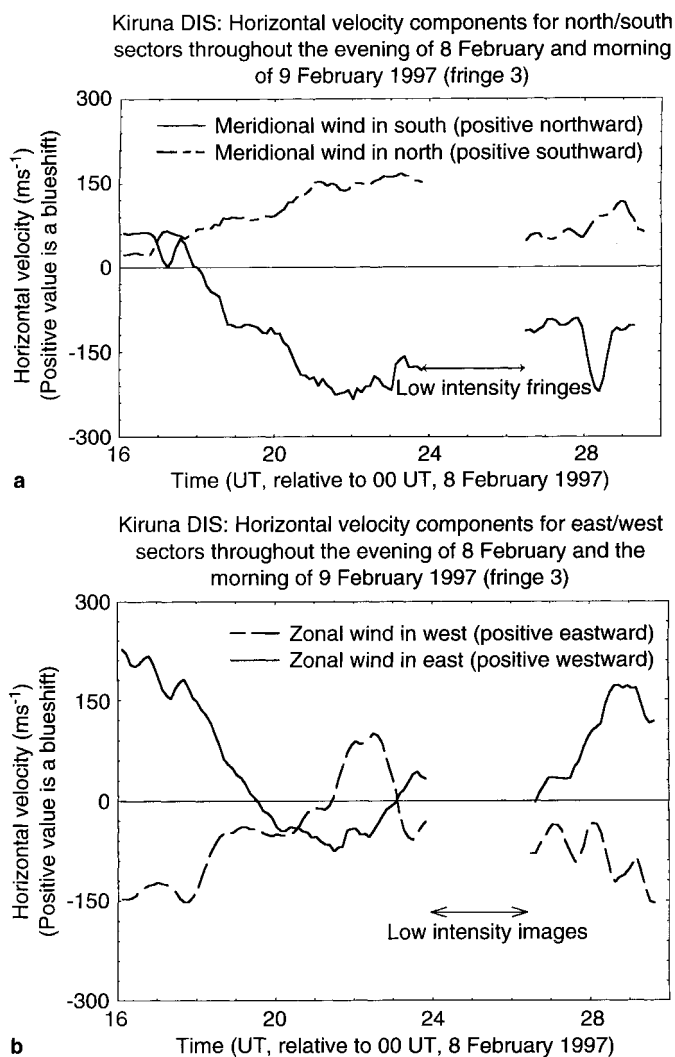 Kiruna DIS: Horizontal velocity components for north/south
sectors throughout the evening of 8 February and morning
of 9 February 1997 (fringe 3)
300
150
0
-150
-300
Horizontal velocity (ms-1)
(Positive value is a blueshift)
Meridional wind in south (positive northward)
Meridional wind in north (positive southward)
Low intensity fringes
16
20
24
28
a
Time (UT, relative to 00 UT, 8 February 1997)
Kiruna DIS: Horizontal velocity components for east/west
sectors throughout the evening of 8 February and the
morning of 9 February 1997 (fringe 3)
300
150
0
-150
-300
Horizontal velocity (ms-1)
(Positive value is a blueshift)
Zonal wind in west (positive eastward)
Zonal wind in east (positive westward)
Low intensity images
16
20
24
28
b
Time (UT, relative to 00 UT, 8 February 1997)